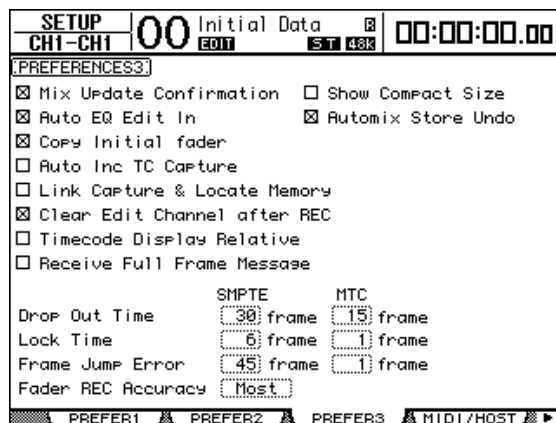 SETUP
CH1-CH1
00 Initial Data
EDIT ST 48K
00:00:00.00
PREFERENCES3
Mix Update Confirmation
Show Compact Size
Auto EQ Edit In
Automix Store Undo
Copy Initial fader
Auto Inc TC Capture
Link Capture & Locate Memory
Clear Edit Channel after REC
Timecode Display Relative
Receive Full Frame Message
SMPTE MTC
Drop Out Time 30 frame 15 frame
Lock Time 6 frame 1 frame
Frame Jump Error 45 frame 1 frame
Fader REC Accuracy Most
PREFER1 PREFER2 PREFER3 MIDI/HOST